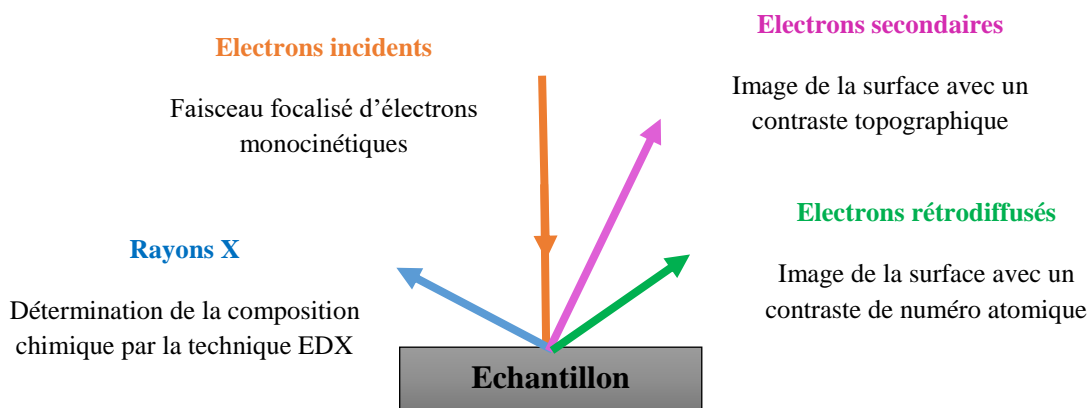 Electrons incidents
Faisceau focalisé d'électrons
monocinétiques
Electrons secondaires
Image de la surface avec un
contraste topographique
Rayons X
Détermination de la composition
chimique par la technique EDX
Electrons rétrodiffusés
Image de la surface avec un
contraste de numéro atomique
Echantillon